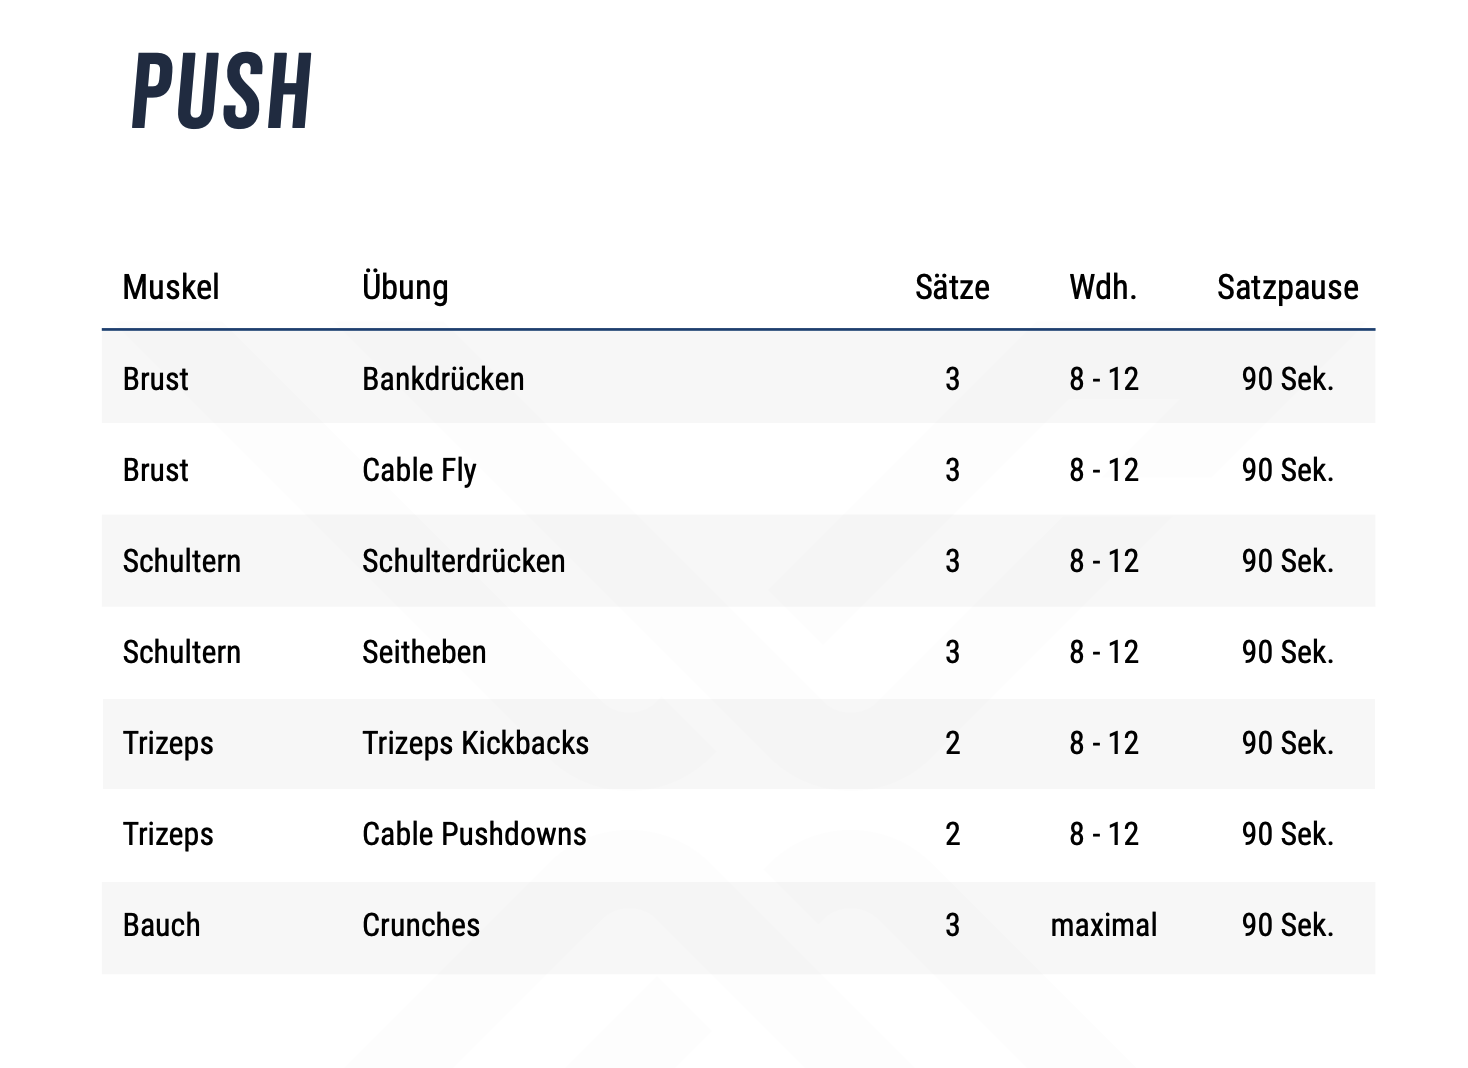 PUSH
Muskel Übung Sätze Wdh. Satzpause
Brust Bankdrücken 3 8 - 12 90 Sek.
Brust Cable Fly 3 8 - 12 90 Sek.
Schultern Schulterdrücken 3 8 - 12 90 Sek.
Schultern Seitheben 3 8 - 12 90 Sek.
Trizeps Trizeps Kickbacks 2 8 - 12 90 Sek.
Trizeps Cable Pushdowns 2 8 - 12 90 Sek.
Bauch Crunches 3 maximal 90 Sek.